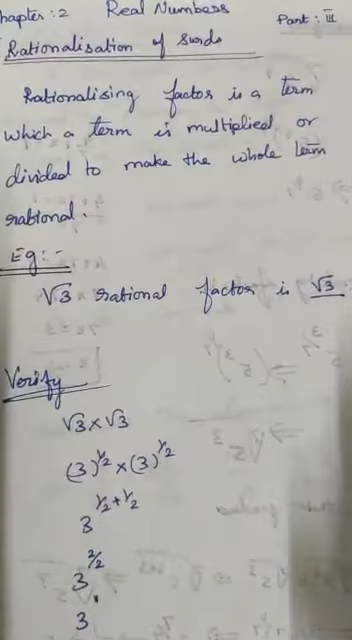 hapter : 2 Real Numbers Part : III
Rationalisation of Surds
Rationalising factor is a term
which a term is multiplied or
divided to make the whole term
rational.
Eg :-
√3 rational factor is √3
Verify
√3 × √3
(3)^1/2 × (3)^1/2
3^1/2 + 1/2
3^2/2
3